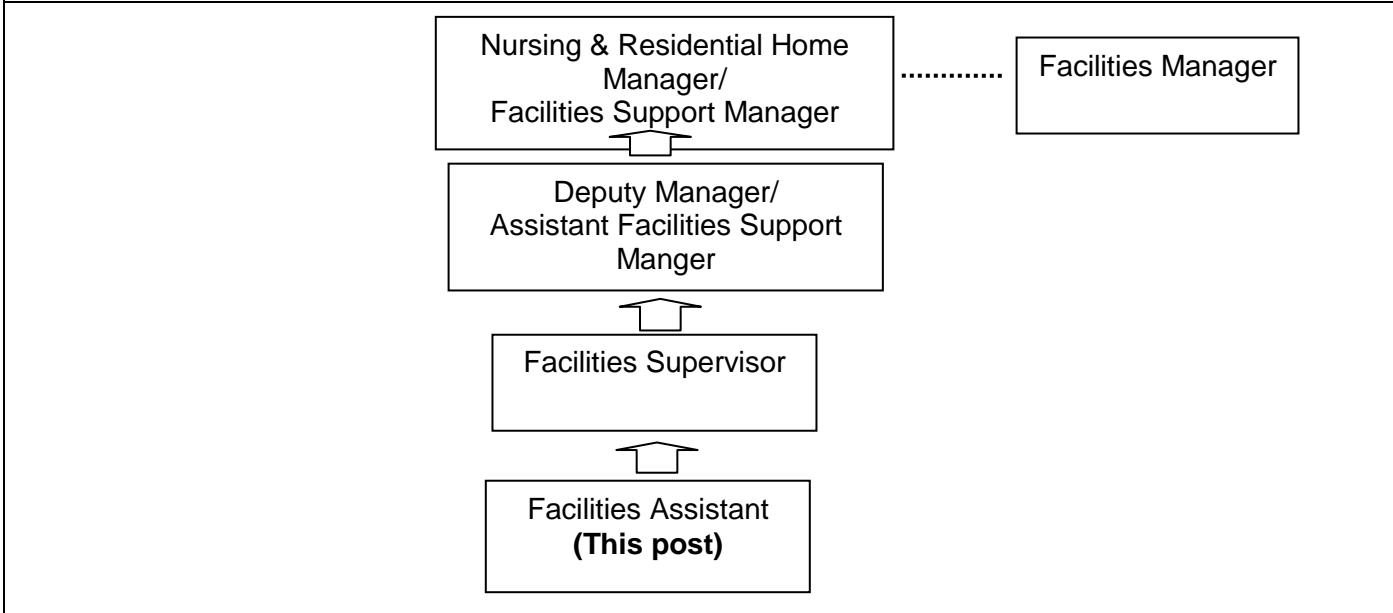 Nursing & Residential Home
Manager/
Facilities Support Manager
Facilities Manager
Deputy Manager/
Assistant Facilities Support
Manger
Facilities Supervisor
Facilities Assistant
(This post)